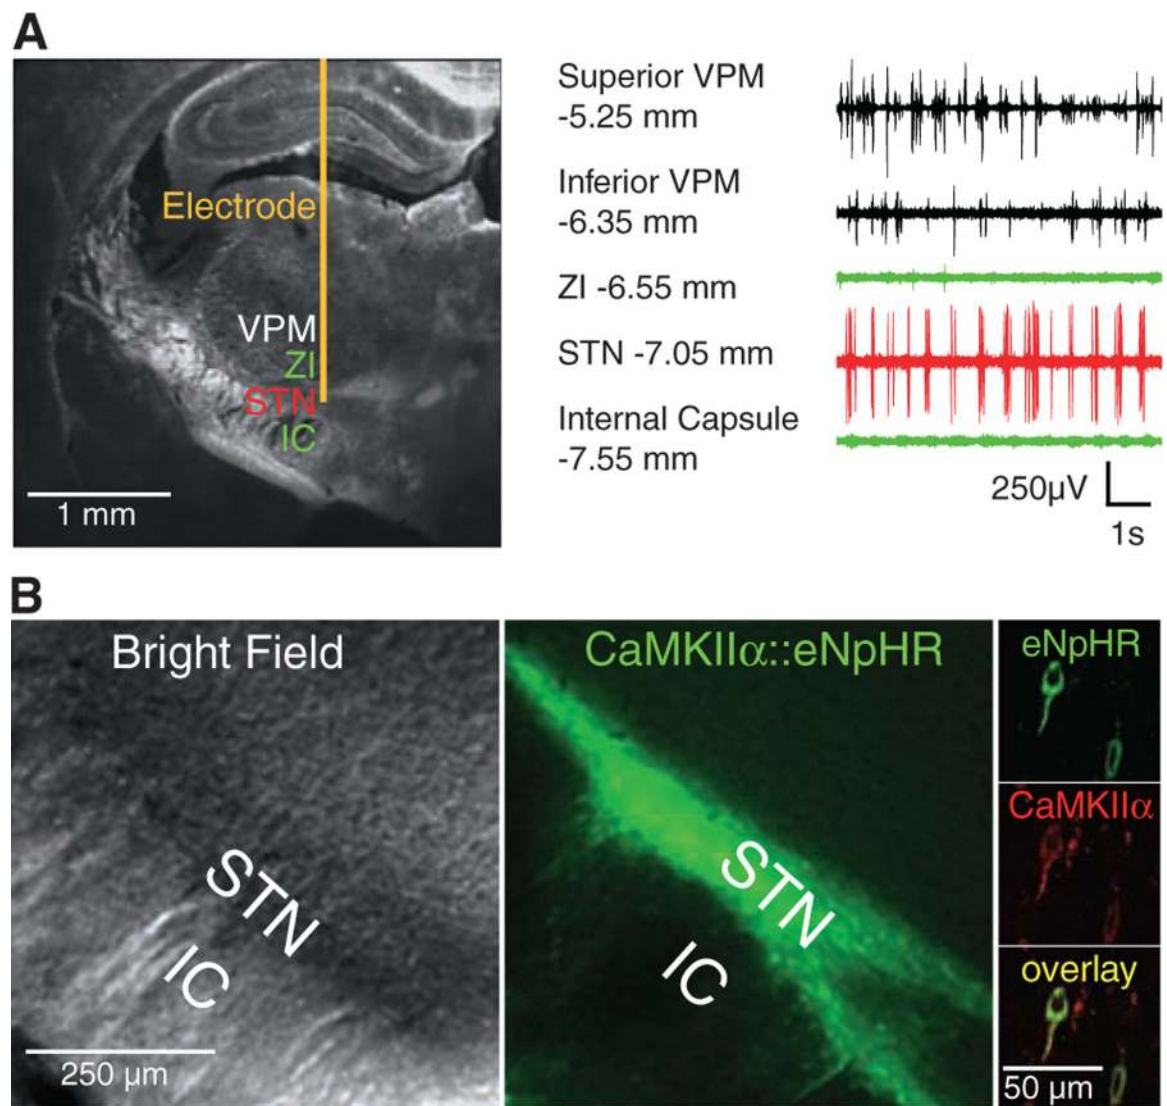 A
Electrode
VPM
ZI
STN
IC
1 mm
Superior VPM
-5.25 mm
Inferior VPM
-6.35 mm
ZI -6.55 mm
STN -7.05 mm
Internal Capsule
-7.55 mm
250µV
1s
B
Bright Field
STN
IC
250 µm
CaMKIIα::eNpHR
STN
IC
eNpHR
CaMKIIα
overlay
50 µm